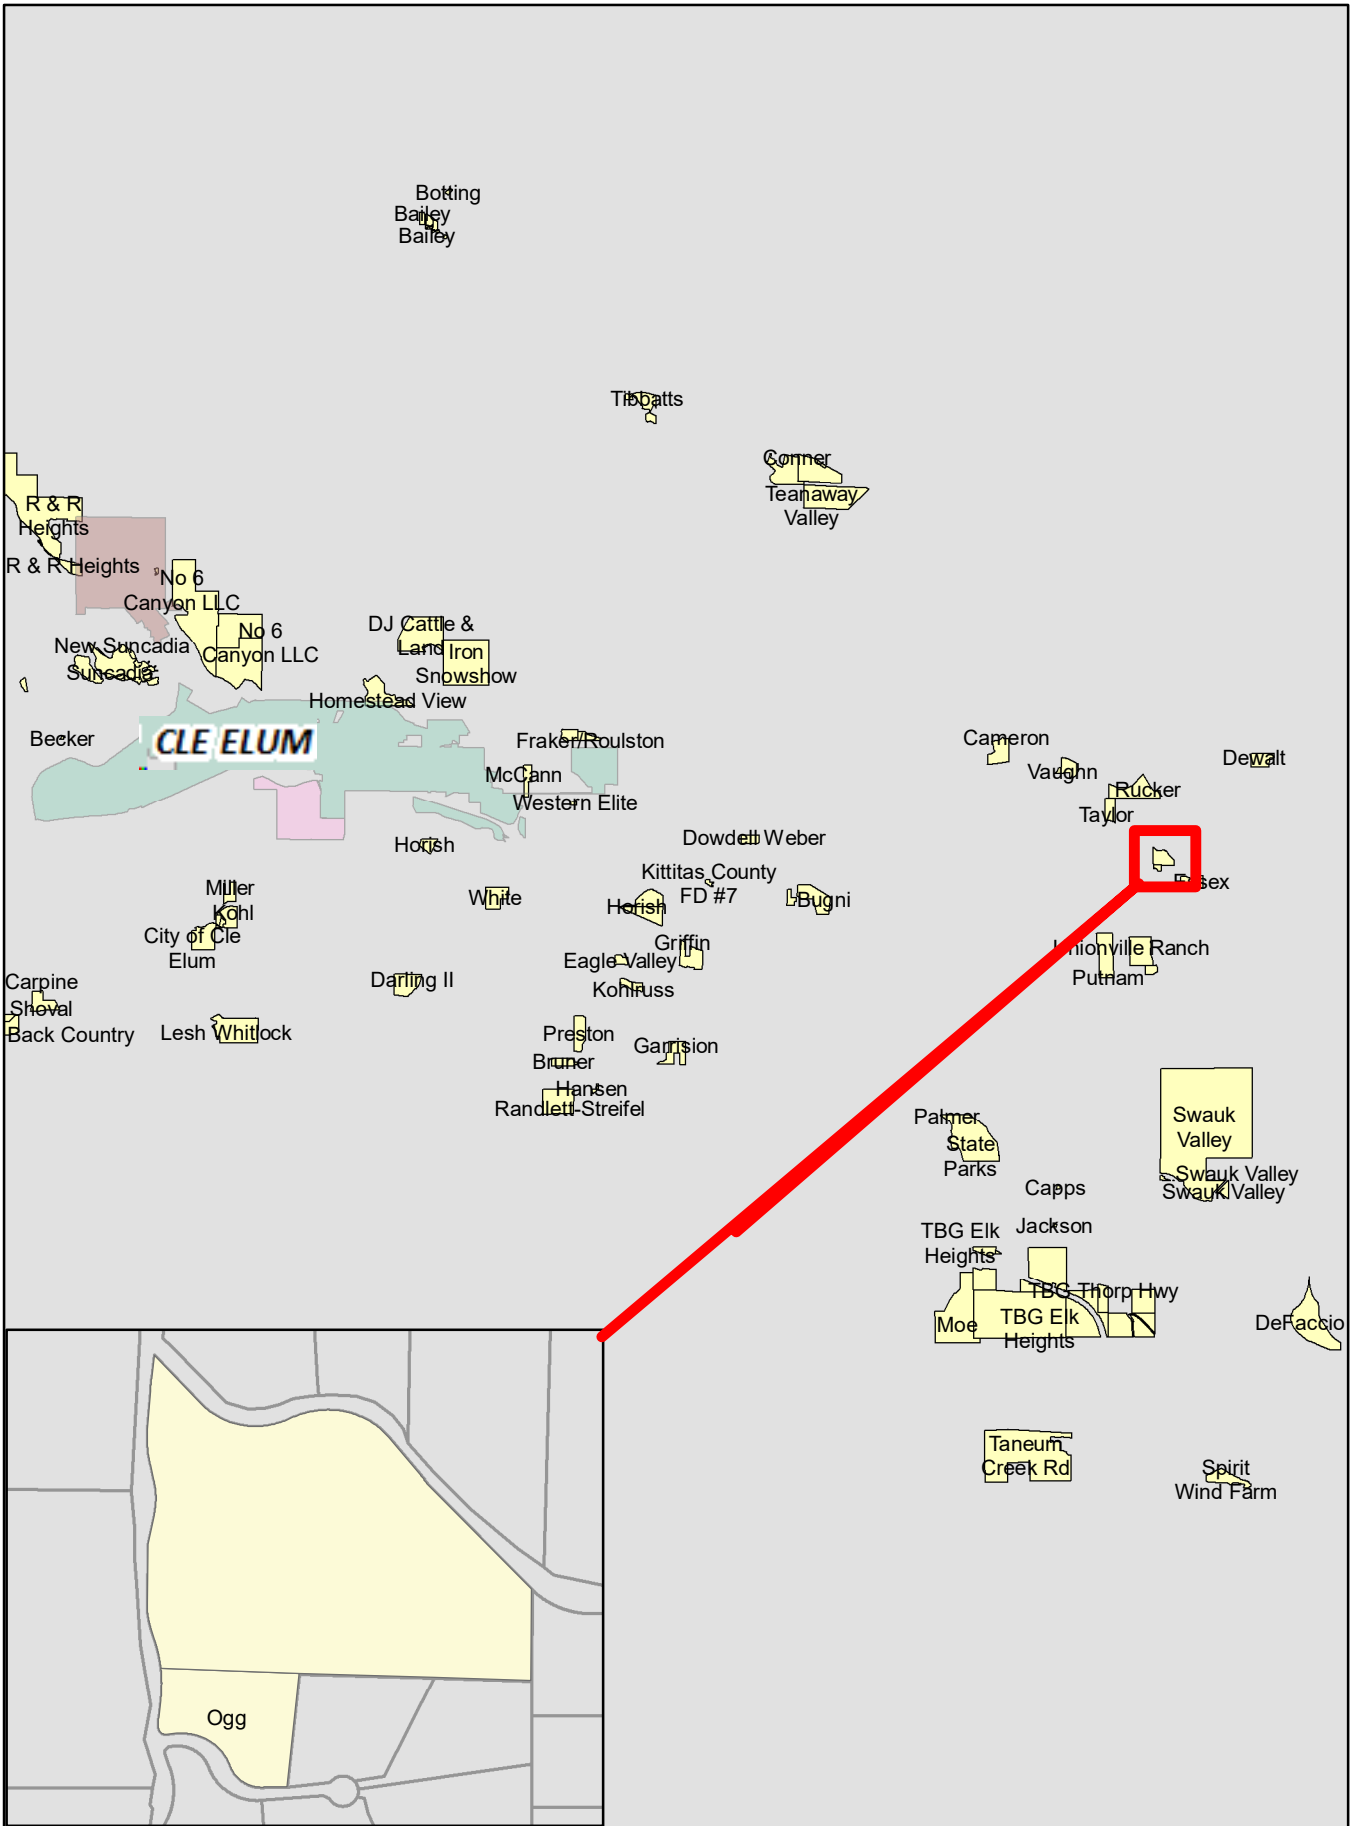 Botting
Bailey
Bailey
Tibbatts
Conner
Teanaway
Valley
R & R
Heights
R & R Heights
No 6
Canyon LLC
No 6
Canyon LLC
New Suncadia
Suncadia
DJ Cattle &
Land
Iron
Snowshow
Homestead View
Becker
CLE ELUM
Fraker/Roulston
McCann
Western Elite
Cameron
Vaughn
Dewalt
Rucker
Taylor
Dowdell Weber
Horish
Kittitas County
FD #7
Essex
Miller
Kohl
White
Horish
Bugni
City of Cle
Elum
Griffin
Eagle Valley
Unionville Ranch
Putnam
Carpine
Shoval
Back Country
Darling II
Kohlruss
Lesh Whitlock
Preston
Garrision
Bruner
Hansen
Randlett-Streifel
Palmer
State
Parks
Swauk
Valley
Swauk Valley
Swauk Valley
Capps
Jackson
TBG Elk
Heights
TBG Thorp Hwy
Moe
TBG Elk
Heights
DeFaccio
Taneum
Creek Rd
Spirit
Wind Farm
Ogg